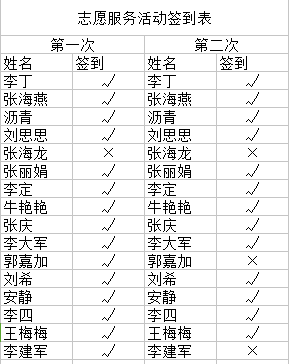 志愿服务活动签到表
第一次 第二次
姓名 签到 姓名 签到
李丁 √ 李丁 √
张海燕 √ 张海燕 √
沥青 √ 沥青 √
刘思思 √ 刘思思 √
张海龙 × 张海龙 ×
张丽娟 √ 张丽娟 √
李定 √ 李定 √
牛艳艳 √ 牛艳艳 √
张庆 √ 张庆 √
李大军 √ 李大军 √
郭嘉加 √ 郭嘉加 ×
刘希 √ 刘希 √
安静 √ 安静 √
李四 √ 李四 √
王梅梅 √ 王梅梅 √
李建军 √ 李建军 ×